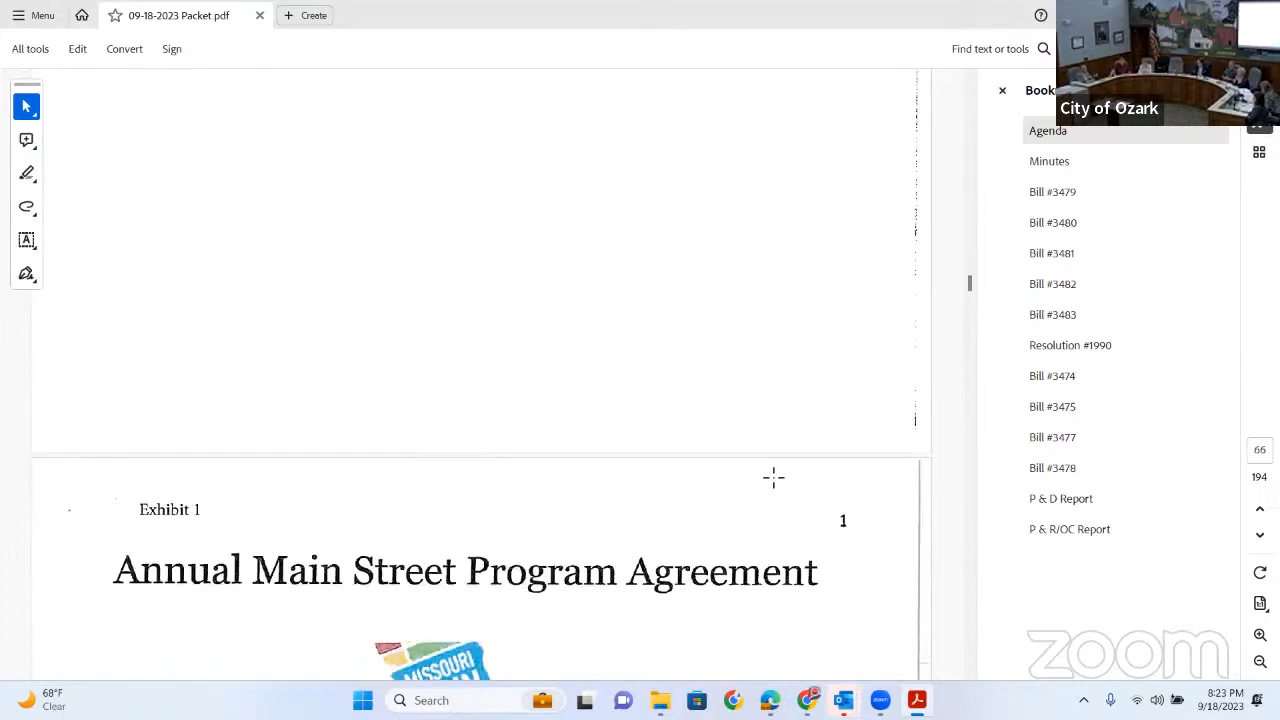 Menu
09-18-2023 Packet.pdf
Create
All tools
Edit
Convert
Sign
Find text or tools
Book
City of Ozark
Agenda
Minutes
Bill #3479
Bill #3480
Bill #3481
Bill #3482
Bill #3483
Resolution #1990
Bill #3474
Bill #3475
Bill #3477
Bill #3478
P & D Report
P & R/OC Report
66
194
Exhibit 1
1
Annual Main Street Program Agreement
MISSOURI
zoom
68°F
Clear
Search
8:23 PM
9/18/2023